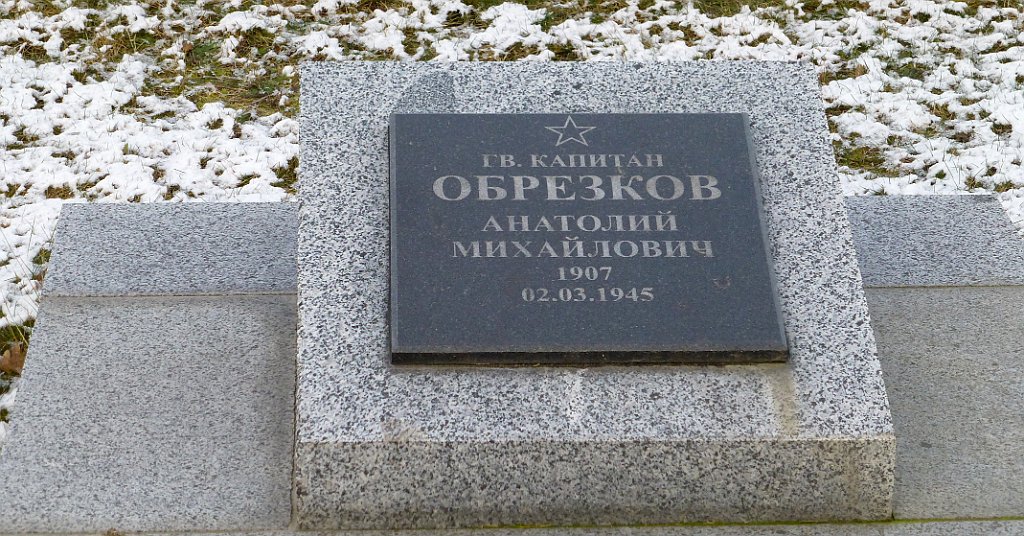 ГВ. КАПИТАН
ОБРЕЗКОВ
АНАТОЛИЙ
МИХАЙЛОВИЧ
1907
02.03.1945